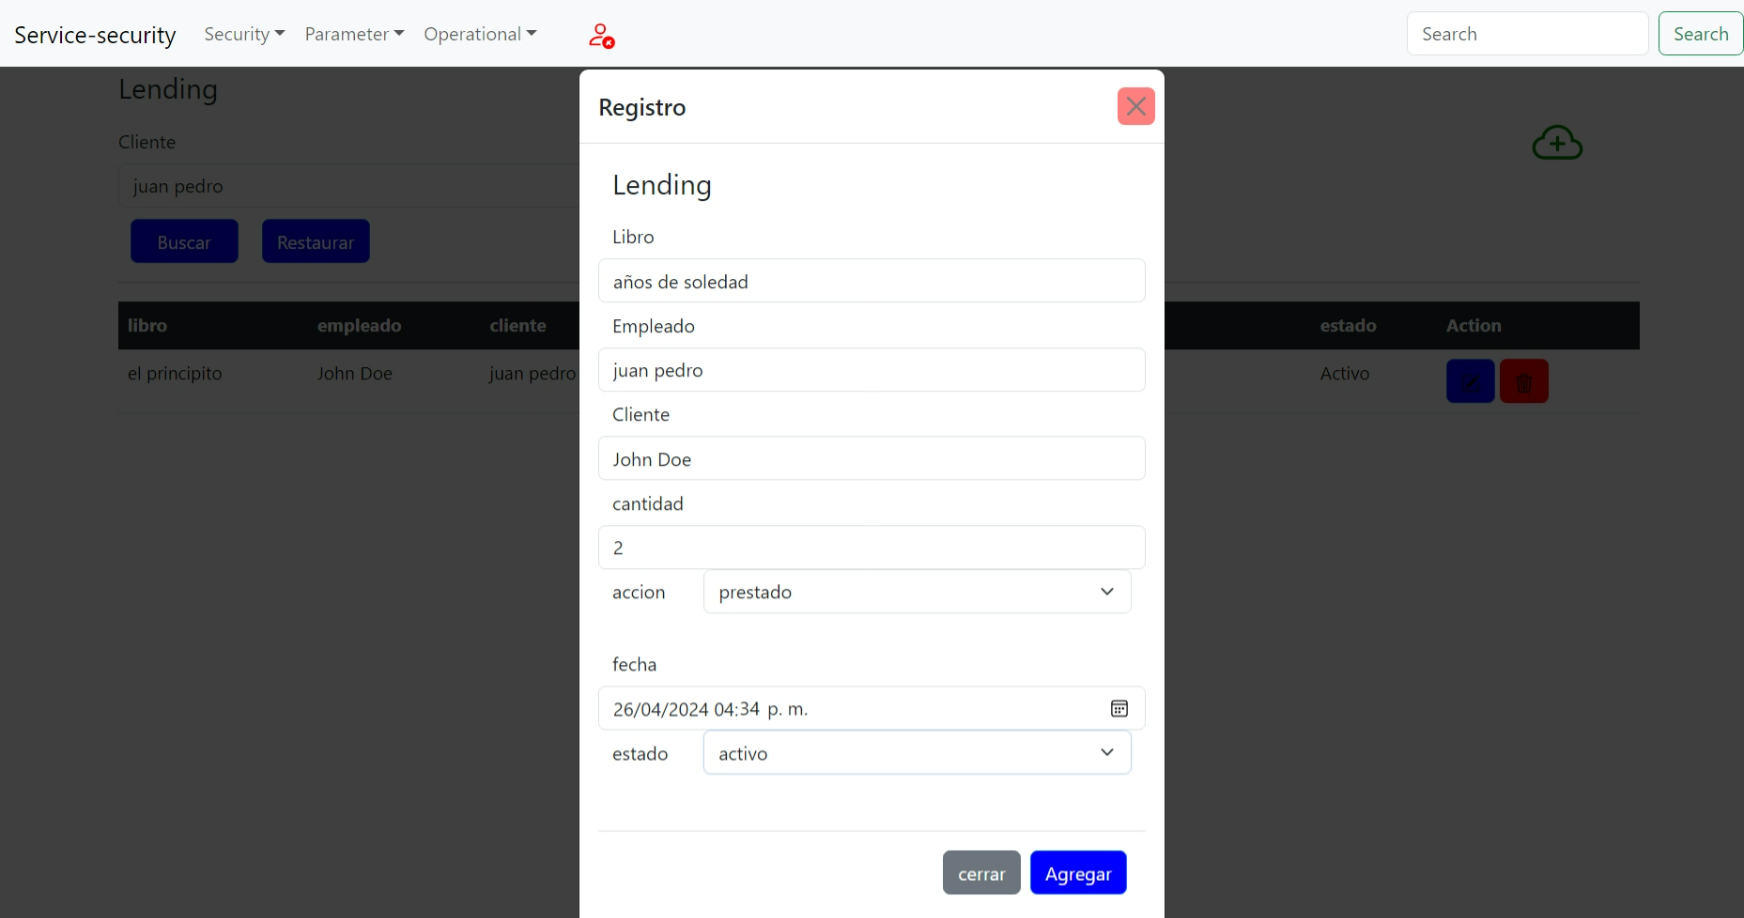 Service-security Security Parameter Operational Search Search
Lending
Cliente
juan pedro
Buscar Restaurar
libro empleado cliente estado Action
el principito John Doe juan pedro Activo
Registro
Lending
Libro
años de soledad
Empleado
juan pedro
Cliente
John Doe
cantidad
2
accion prestado
fecha
26/04/2024 04:34 p. m.
estado activo
cerrar Agregar